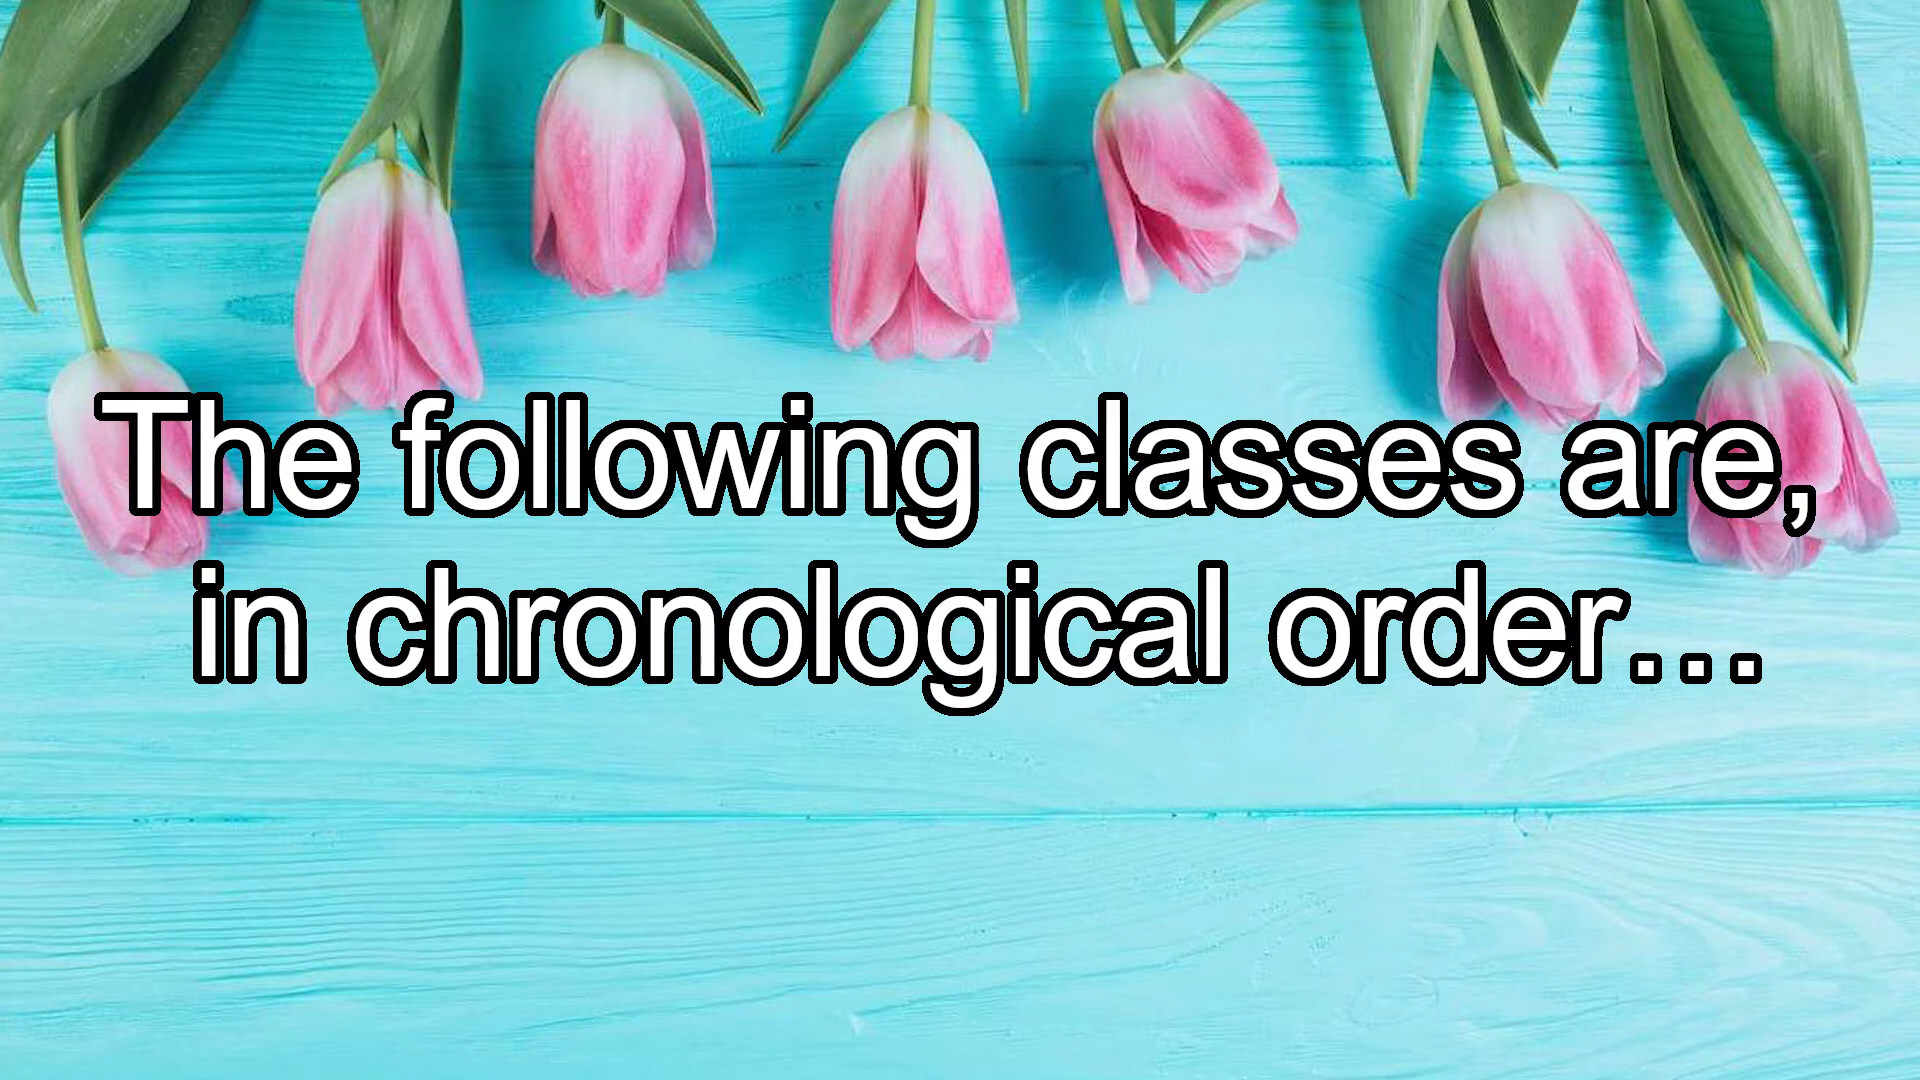 The following classes are,
in chronological order…